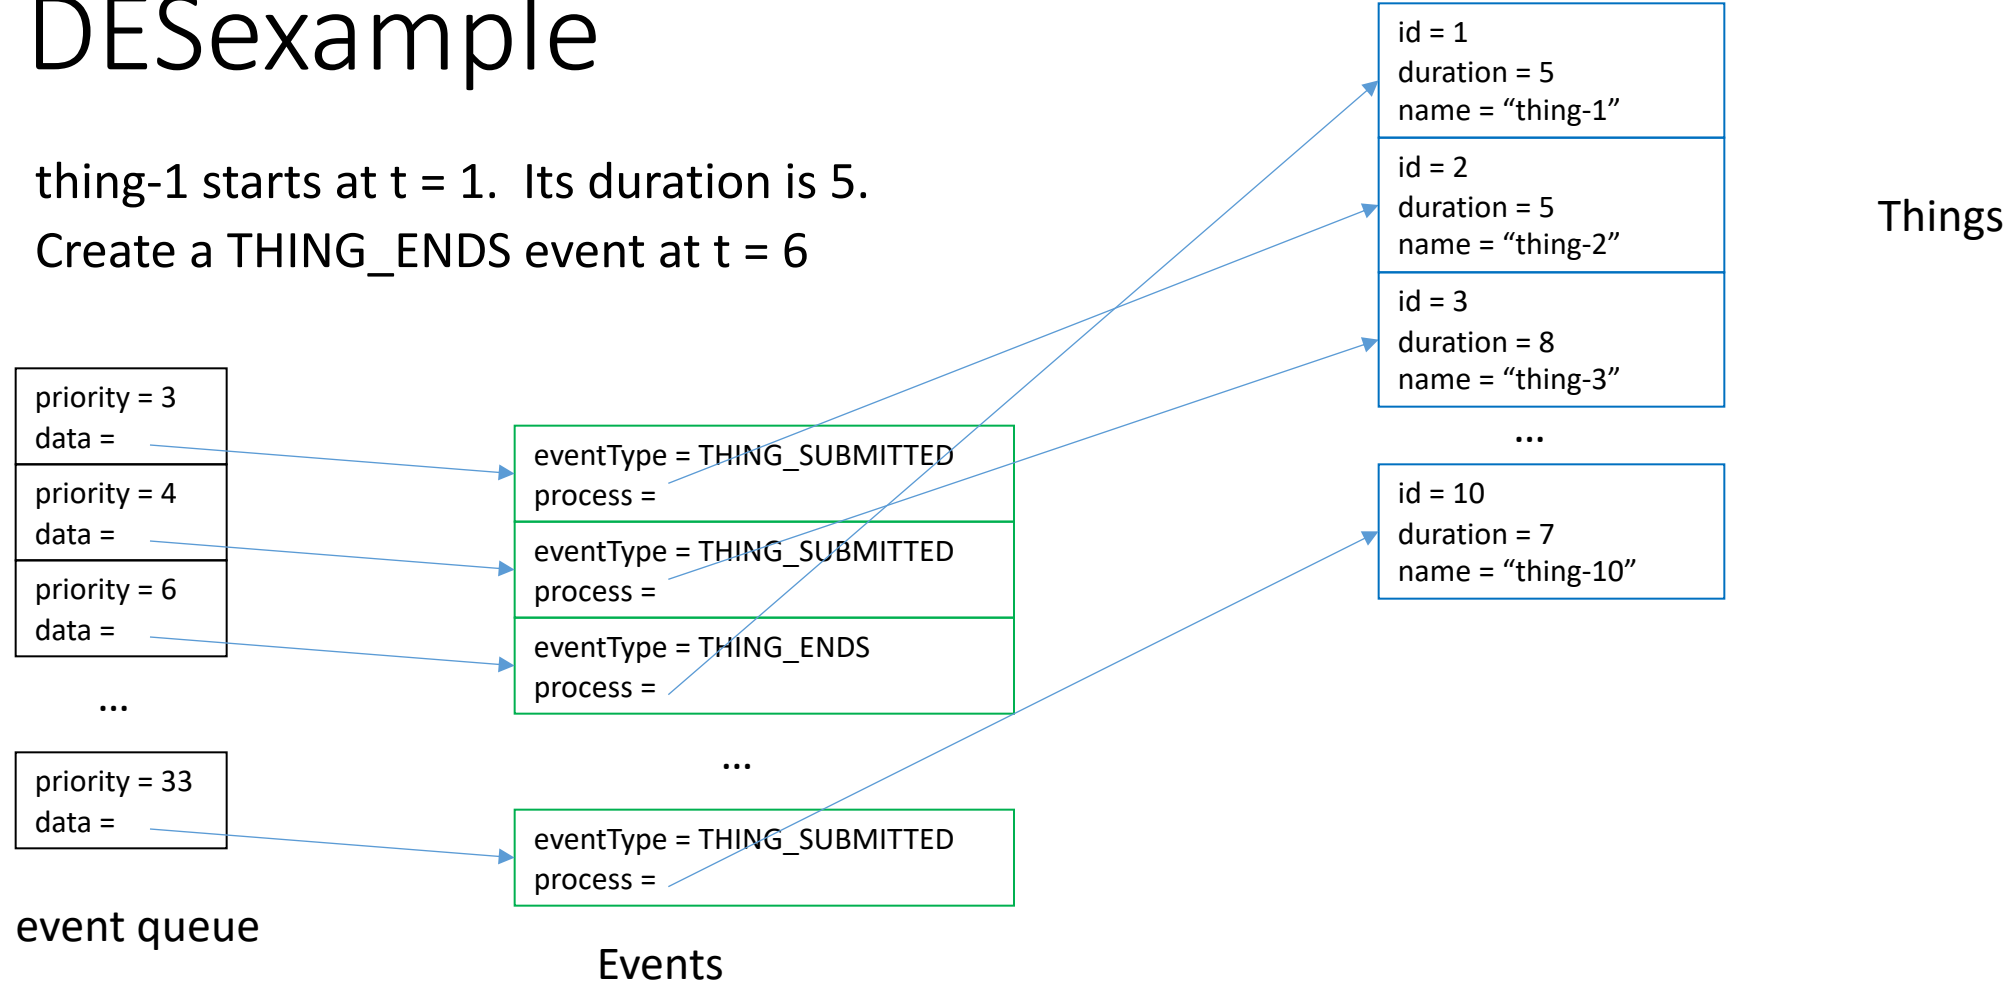 DESexample
thing-1 starts at t = 1.  Its duration is 5.
Create a THING_ENDS event at t = 6
priority = 3
data =
priority = 4
data =
priority = 6
data =
...
priority = 33
data =
event queue
eventType = THING_SUBMITTED
process =
eventType = THING_SUBMITTED
process =
eventType = THING_ENDS
process =
...
eventType = THING_SUBMITTED
process =
Events
id = 1
duration = 5
name = “thing-1”
id = 2
duration = 5
name = “thing-2”
id = 3
duration = 8
name = “thing-3”
...
id = 10
duration = 7
name = “thing-10”
Things